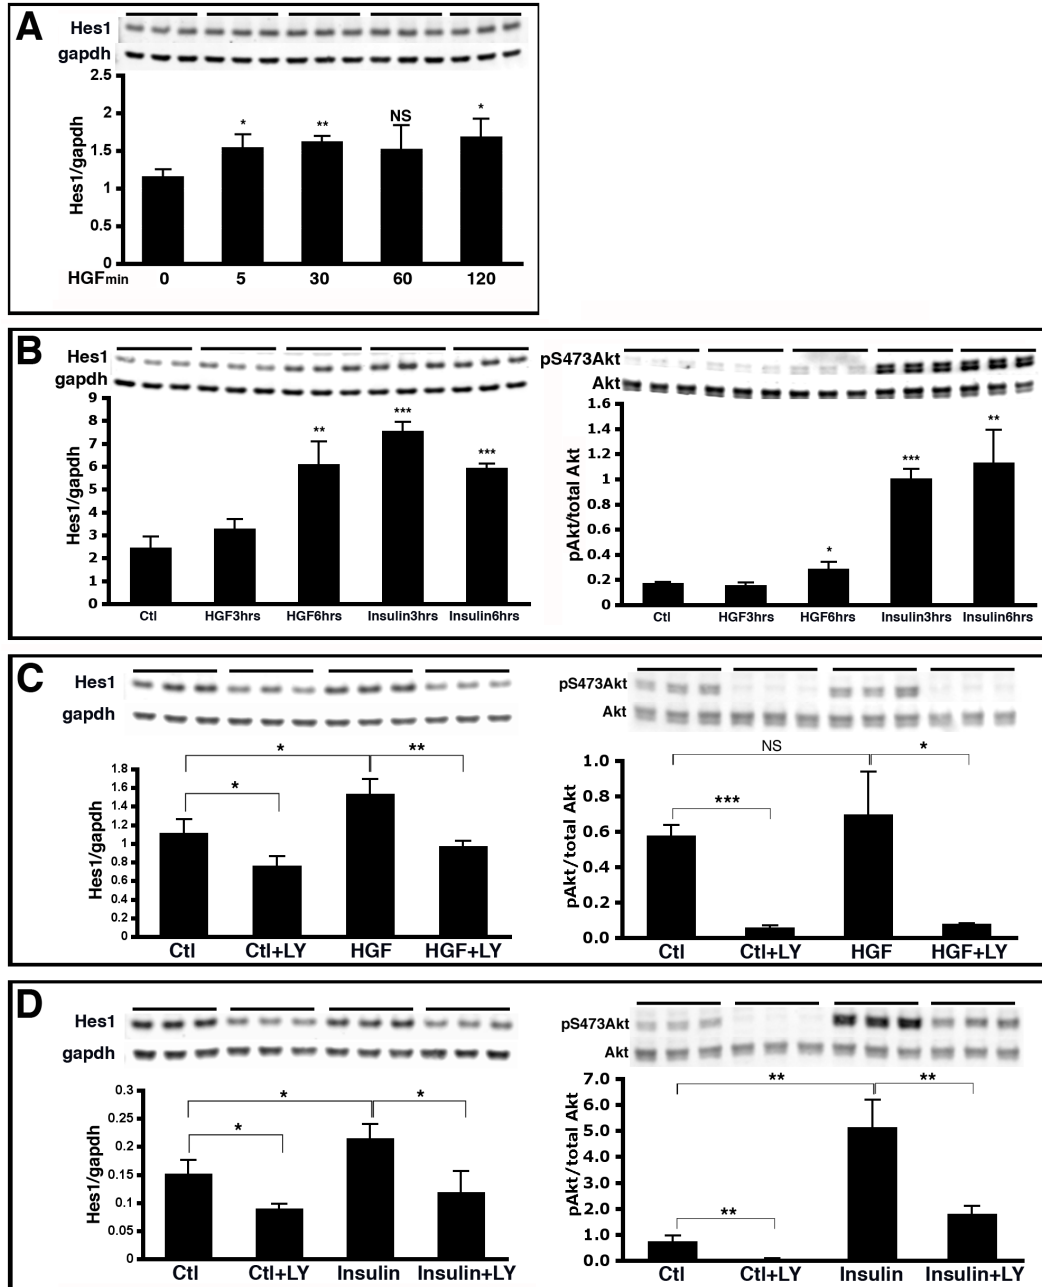 A
Hes1
gapdh
2.5
2
1.5
1
0.5
0
Hes1/gapdh
*
**
NS
*
HGFmin 0 5 30 60 120
B
Hes1
gapdh
9
8
7
6
5
4
3
2
1
0
Hes1/gapdh
**
***
***
Ctl HGF3hrs HGF6hrs Insulin3hrs Insulin6hrs
pS473Akt
Akt
1.6
1.4
1.2
1
0.8
0.6
0.4
0.2
0
pAkt/total Akt
*
***
**
Ctl HGF3hrs HGF6hrs Insulin3hrs Insulin6hrs
C
Hes1
gapdh
* **
*
1.8
1.6
1.4
1.2
1
0.8
0.6
0.4
0.2
0
Hes1/gapdh
Ctl Ctl+LY HGF HGF+LY
pS473Akt
Akt
NS *
***
1.0
0.8
0.6
0.4
0.2
0.0
pAkt/total Akt
Ctl Ctl+LY HGF HGF+LY
D
Hes1
gapdh
* *
*
0.3
0.25
0.2
0.15
0.1
0.05
0
Hes1/gapdh
Ctl Ctl+LY Insulin Insulin+LY
pS473Akt
Akt
** **
**
7.0
6.0
5.0
4.0
3.0
2.0
1.0
0.0
pAkt/total Akt
Ctl Ctl+LY Insulin Insulin+LY